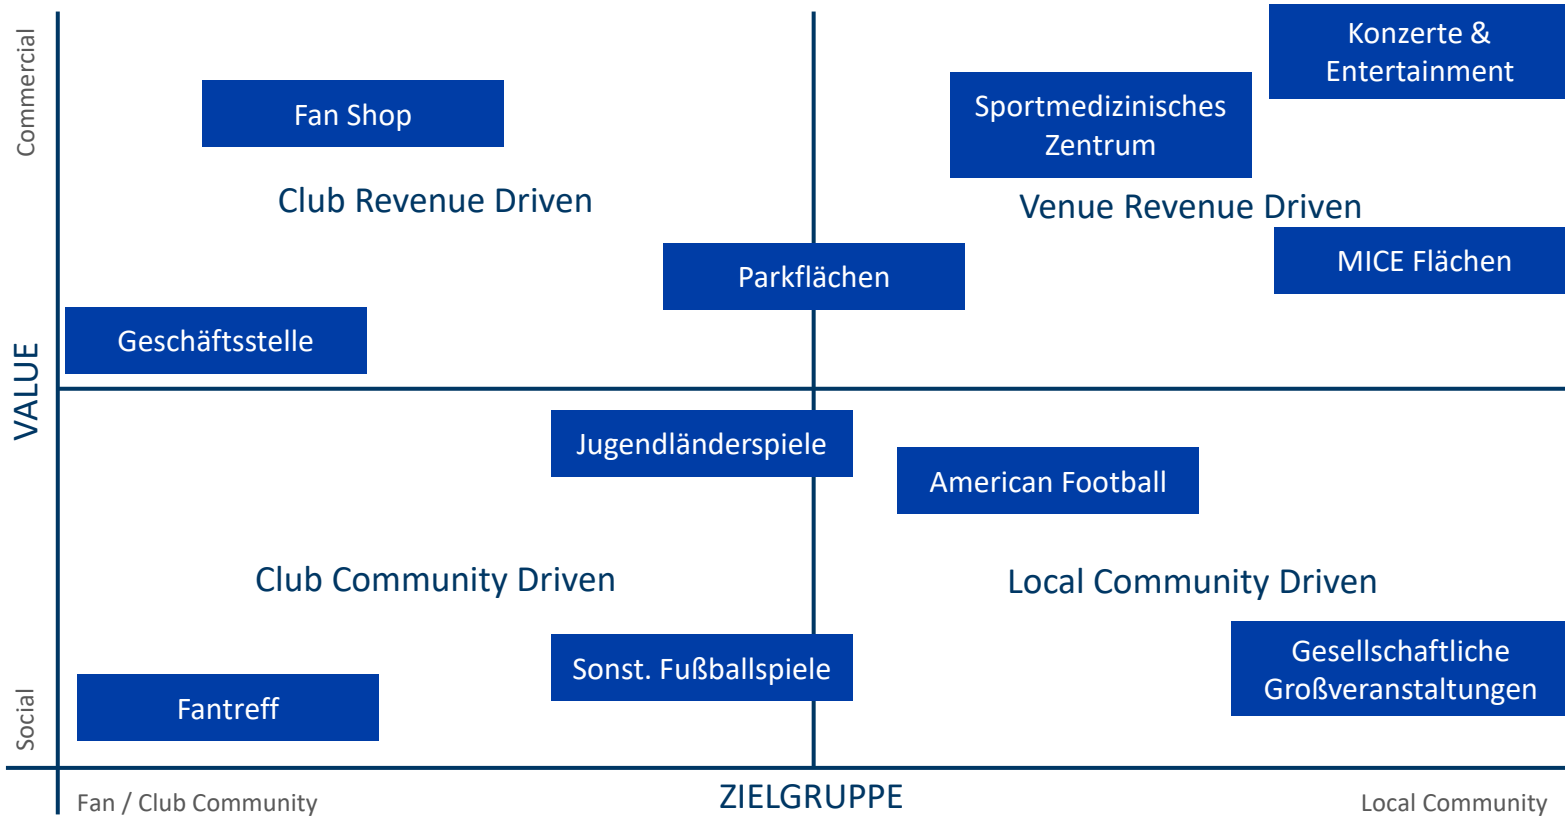 Commercial
Konzerte &
Entertainment
Fan Shop
Sportmedizinisches
Zentrum
Club Revenue Driven
Venue Revenue Driven
Parkflächen
MICE Flächen
Geschäftsstelle
VALUE
Jugendländerspiele
American Football
Club Community Driven
Local Community Driven
Sonst. Fußballspiele
Gesellschaftliche
Großveranstaltungen
Fantreff
Social
Fan / Club Community
ZIELGRUPPE
Local Community